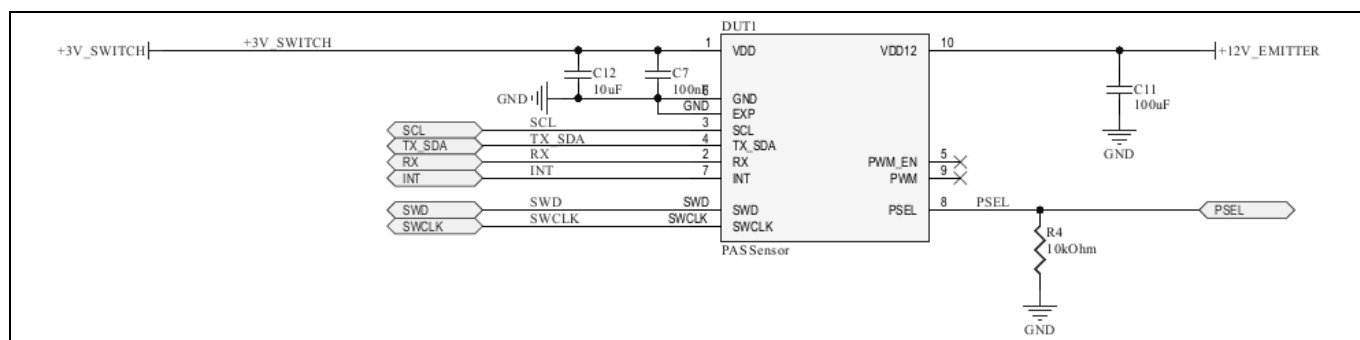 DUT1
+3V_SWITCH
+3V_SWITCH
1
VDD
VDD12
10
+12V_EMITTER
C12
10uF
C7
100nF
C11
100uF
GND
6
GND
GND
EXP
GND
SCL
SCL
3
SCL
TX_SDA
TX_SDA
4
TX_SDA
RX
RX
2
RX
PWM_EN
5
INT
INT
7
INT
PWM
9
SWD
SWD
SWD
SWD
PSEL
8
PSEL
PSEL
SWCLK
SWCLK
SWCLK
SWCLK
R4
10kOhm
PASSensor
GND